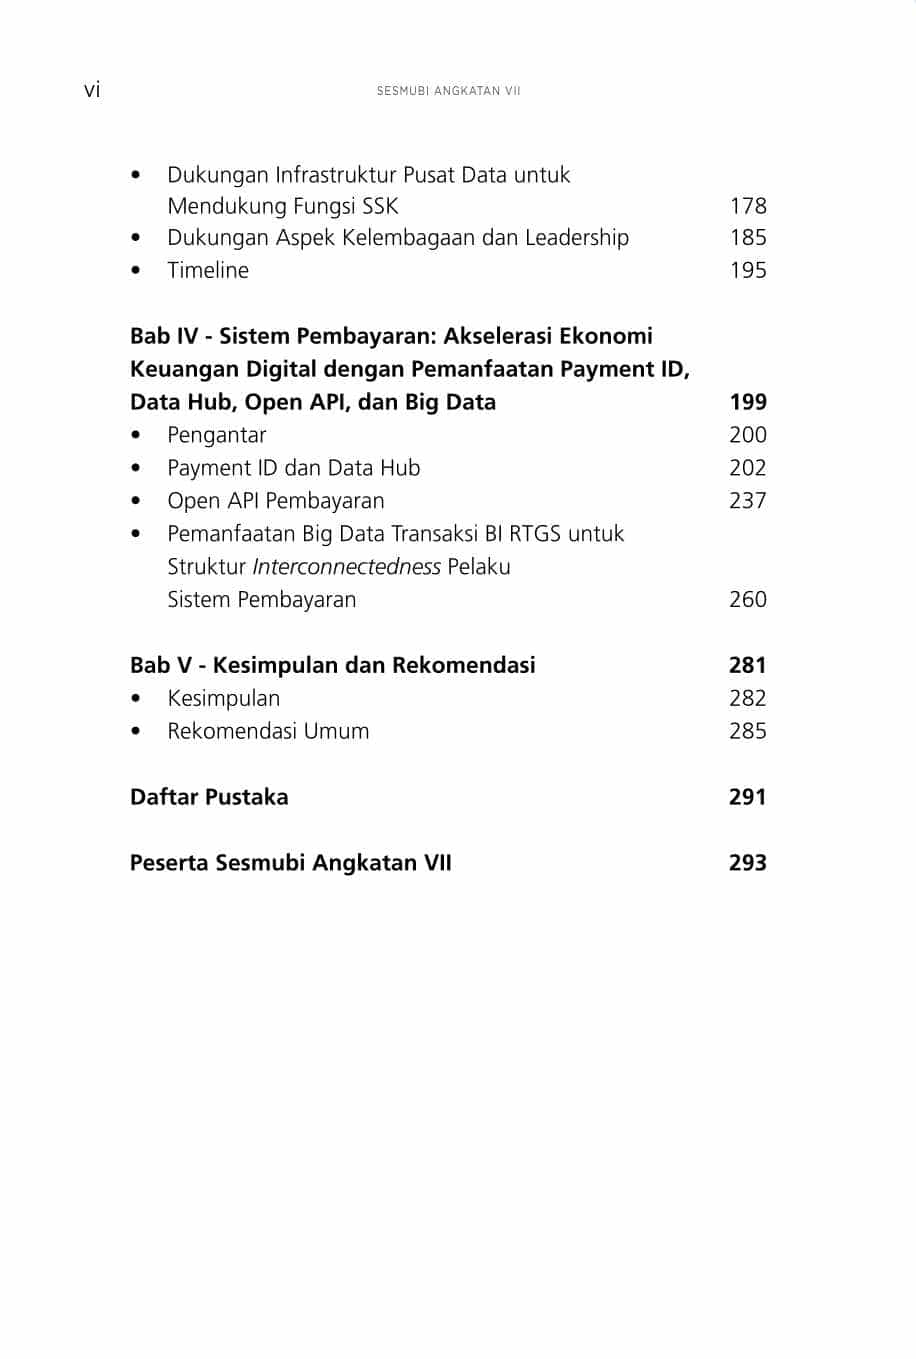 vi
SESMUBI ANGKATAN VII
• Dukungan Infrastruktur Pusat Data untuk
Mendukung Fungsi SSK 178
• Dukungan Aspek Kelembagaan dan Leadership 185
• Timeline 195
Bab IV - Sistem Pembayaran: Akselerasi Ekonomi
Keuangan Digital dengan Pemanfaatan Payment ID,
Data Hub, Open API, dan Big Data 199
• Pengantar 200
• Payment ID dan Data Hub 202
• Open API Pembayaran 237
• Pemanfaatan Big Data Transaksi BI RTGS untuk
Struktur Interconnectedness Pelaku
Sistem Pembayaran 260
Bab V - Kesimpulan dan Rekomendasi 281
• Kesimpulan 282
• Rekomendasi Umum 285
Daftar Pustaka 291
Peserta Sesmubi Angkatan VII 293